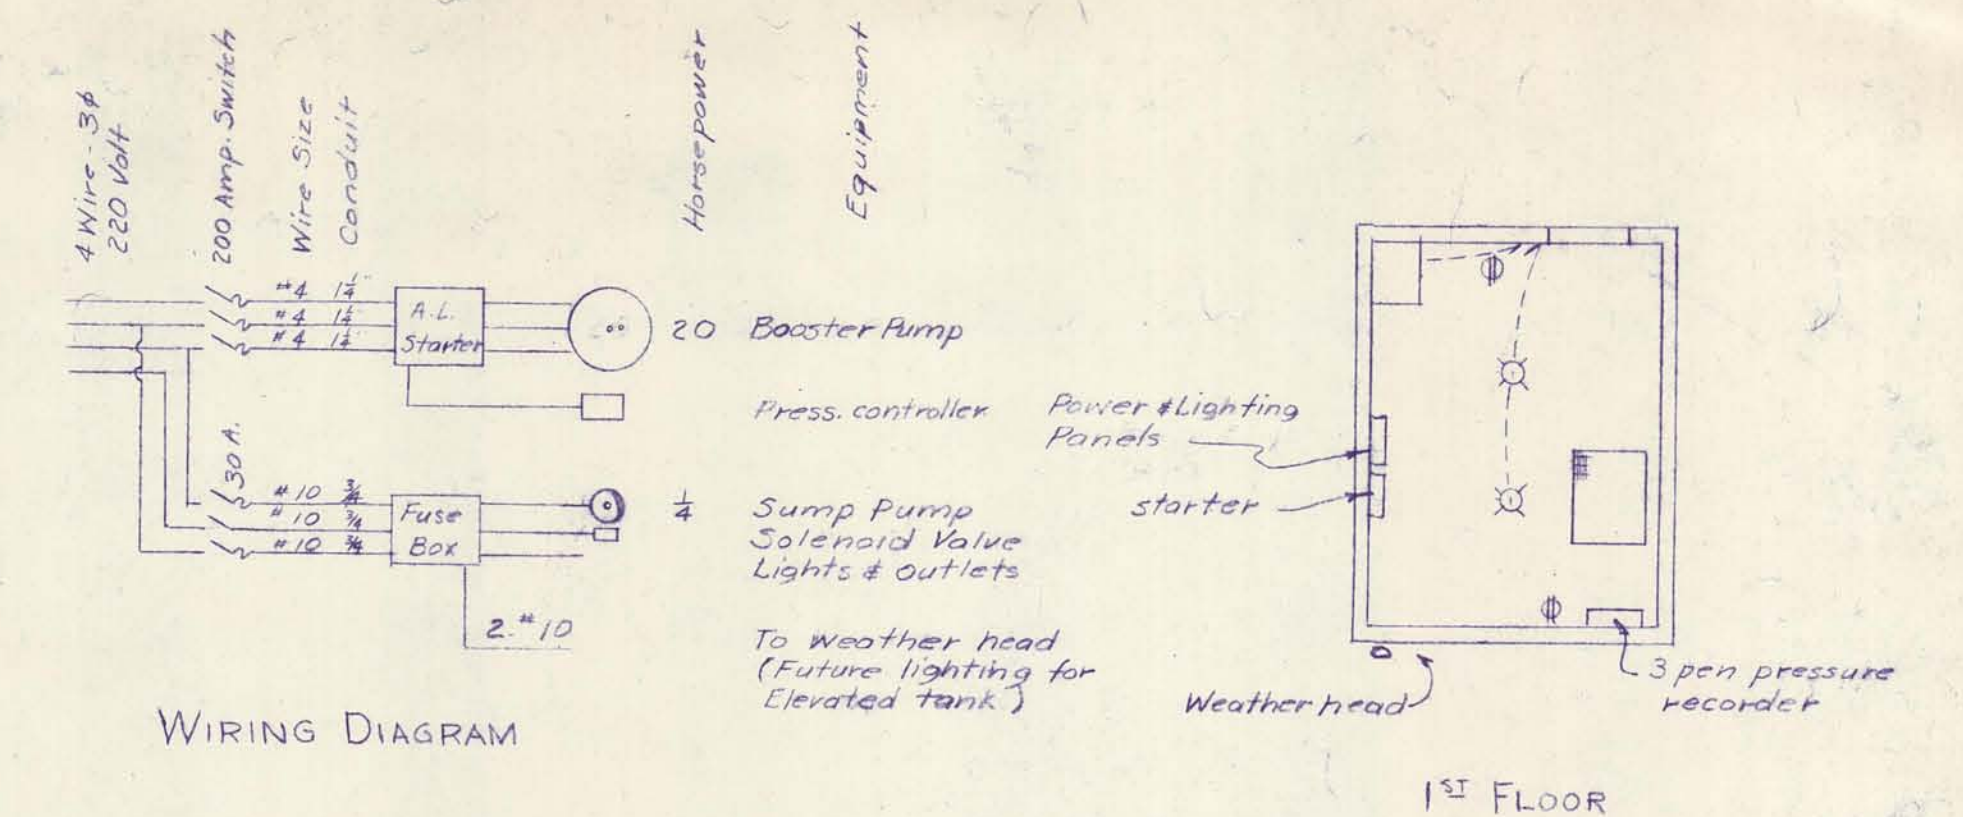 4 Wire - 3φ
220 Volt
200 Amp. Switch
Wire Size
Conduit
Horsepower
Equipment
#4 1¼"
#4 1¼"
#4 1¼"
A.L.
Starter
20 Booster Pump
Press. controller
30 A.
#10 ¾
#10 ¾
#10 ¾
Fuse
Box
¼ Sump Pump
Solenoid Valve
Lights & outlets
2-#10
To weather head
(Future lighting for
Elevated tank)
WIRING DIAGRAM
Power & Lighting
Panels
starter
Weather head
3 pen pressure
recorder
1ST FLOOR